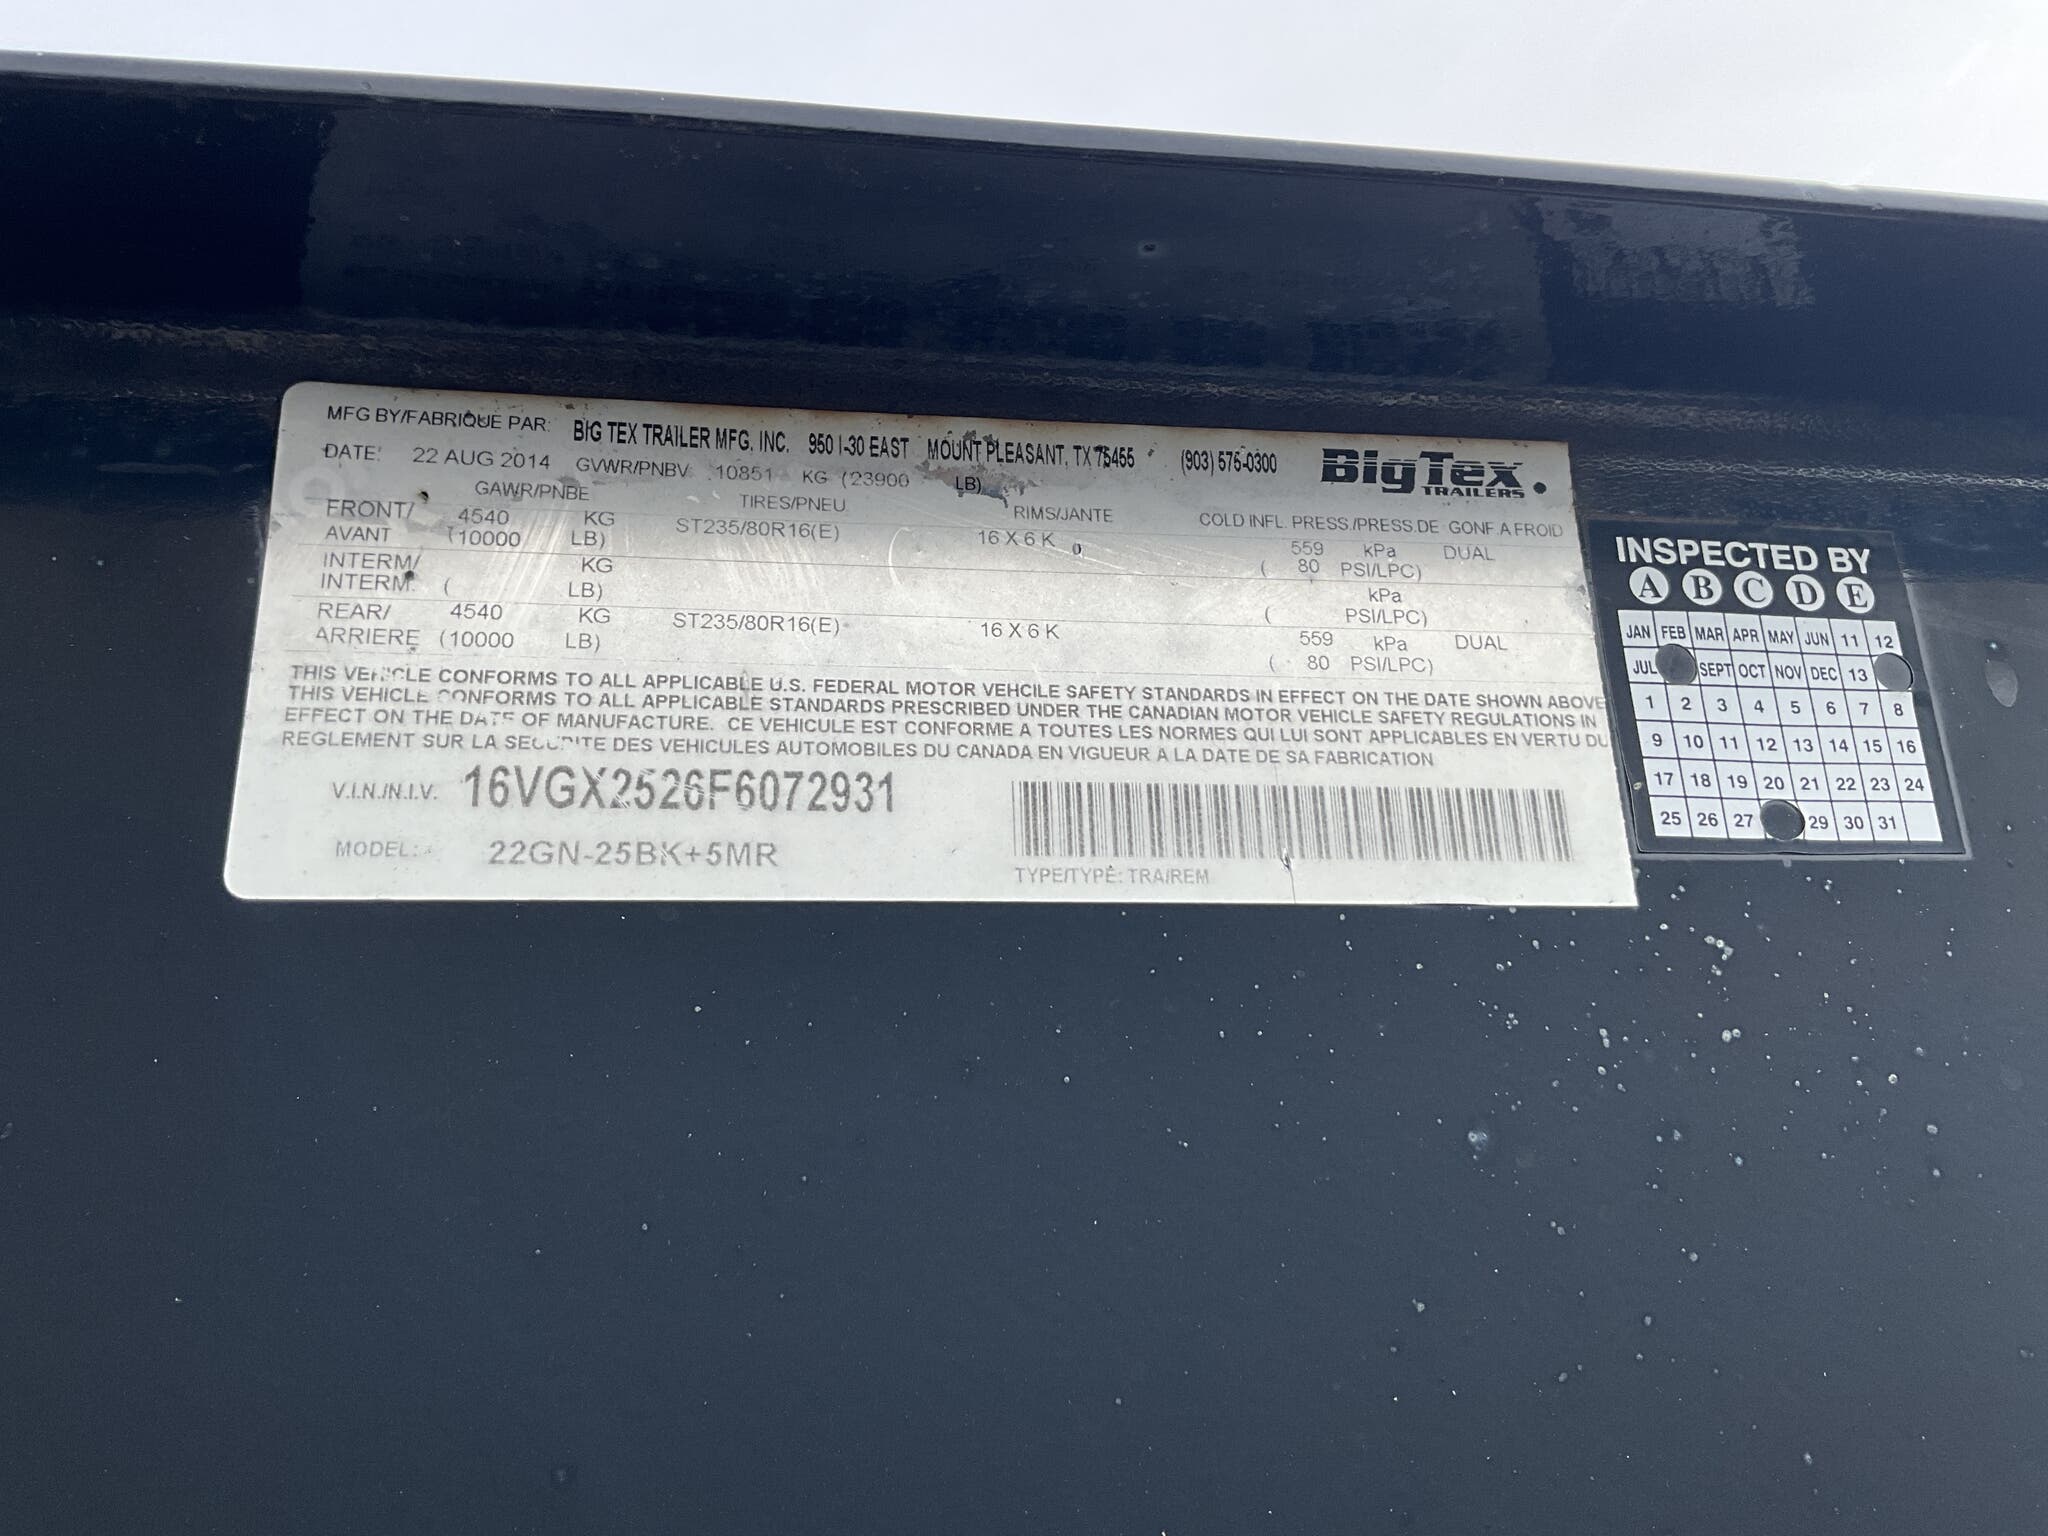 MFG BY/FABRIQUE PAR: BIG TEX TRAILER MFG, INC. 950 I-30 EAST MOUNT PLEASANT, TX 75455 (903) 575-0300 BigTex TRAILERS
DATE: 22 AUG 2014 GVWR/PNBV 10851 KG (23900 LB)
GAWR/PNBE TIRES/PNEU RIMS/JANTE COLD INFL. PRESS./PRESS.DE GONF.A FROID
FRONT/ 4540 KG ST235/80R16(E) 16 X 6 K 559 kPa DUAL
AVANT (10000 LB) ( 80 PSI/LPC)
INTERM/ KG kPa
INTERM. ( LB) ( PSI/LPC)
REAR/ 4540 KG ST235/80R16(E) 16 X 6 K 559 kPa DUAL
ARRIERE (10000 LB) ( 80 PSI/LPC)
THIS VEHICLE CONFORMS TO ALL APPLICABLE U.S. FEDERAL MOTOR VEHCILE SAFETY STANDARDS IN EFFECT ON THE DATE SHOWN ABOVE
THIS VEHICLE CONFORMS TO ALL APPLICABLE STANDARDS PRESCRIBED UNDER THE CANADIAN MOTOR VEHICLE SAFETY REGULATIONS IN
EFFECT ON THE DATE OF MANUFACTURE. CE VEHICULE EST CONFORME A TOUTES LES NORMES QUI LUI SONT APPLICABLES EN VERTU DU
REGLEMENT SUR LA SECURITE DES VEHICULES AUTOMOBILES DU CANADA EN VIGUEUR A LA DATE DE SA FABRICATION
V.I.N./N.I.V. 16VGX2526F6072931
MODEL: 22GN-25BK+5MR
TYPE/TYPE: TRA/REM
INSPECTED BY
A B C D E
JAN FEB MAR APR MAY JUN 11 12
JUL SEPT OCT NOV DEC 13
1 2 3 4 5 6 7 8
9 10 11 12 13 14 15 16
17 18 19 20 21 22 23 24
25 26 27 29 30 31